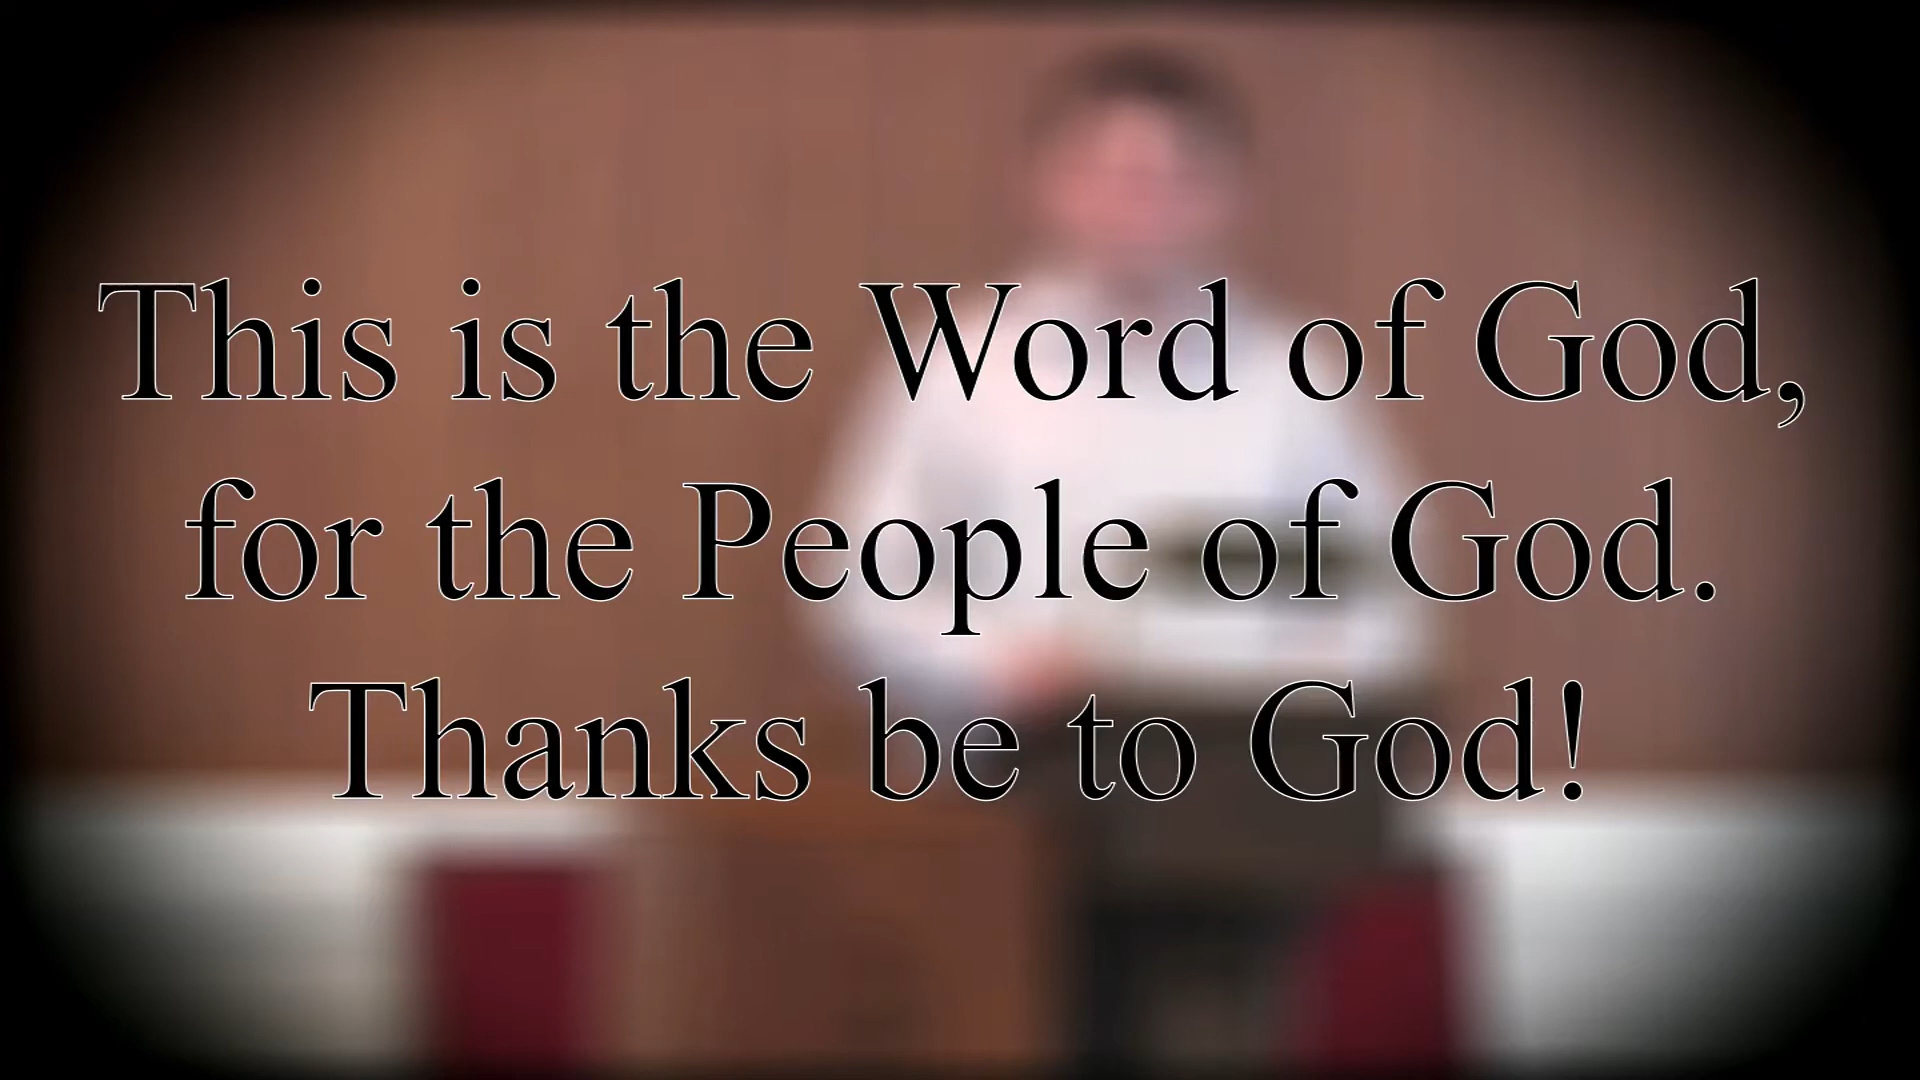 This is the Word of God,
for the People of God.
Thanks be to God!